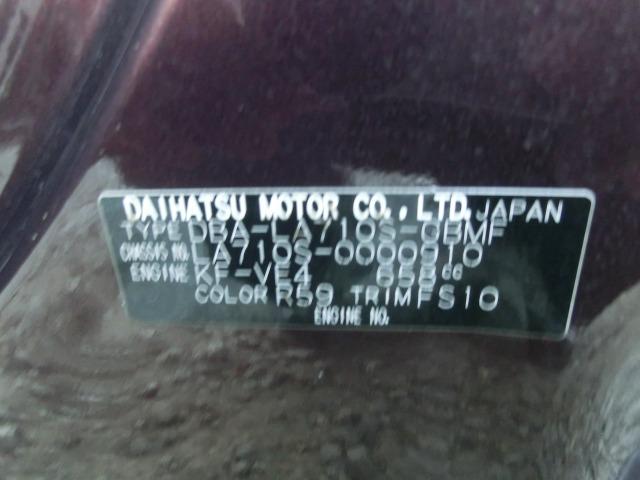 DAIHATSU MOTOR CO., LTD. JAPAN
TYPE DBA-LA710S-GBMF
CHASSIS NO. LA710S-0000910
ENGINE KF-VE4 658cc
COLOR R59 TRIM FS10
ENGINE NO.